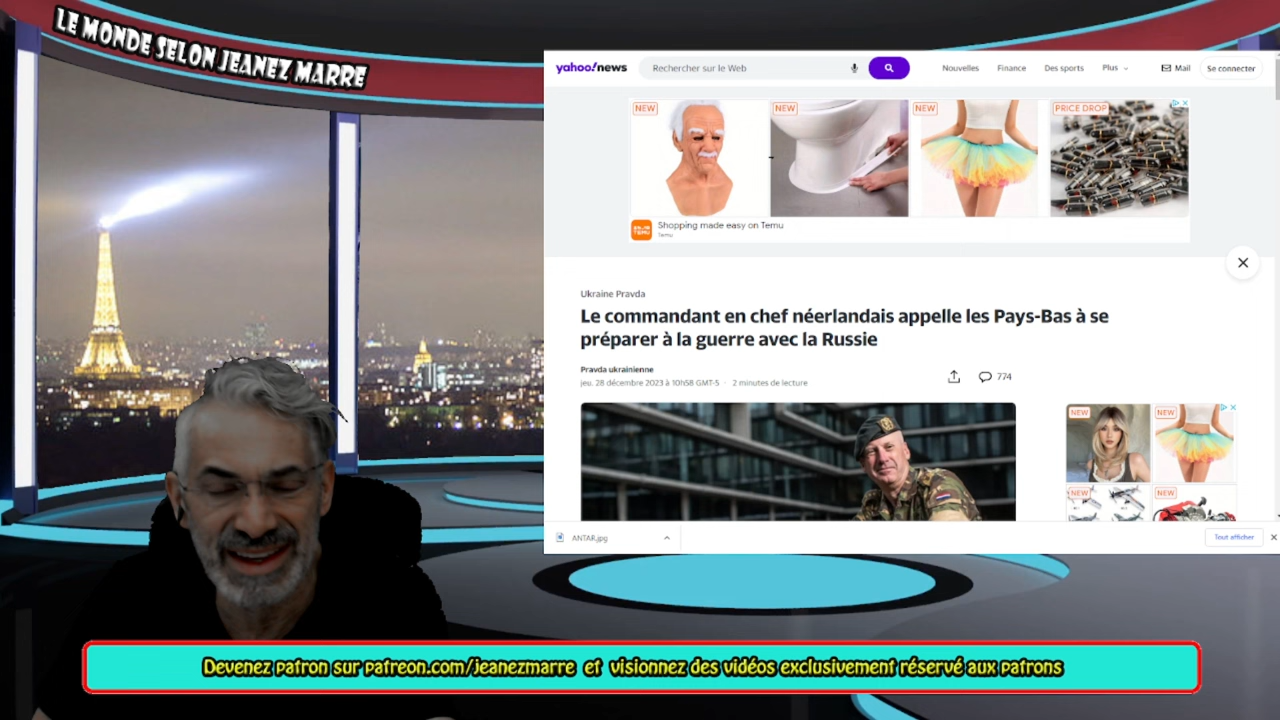 LE MONDE SELON JEANEZ MARRE
yahoo!news
Rechercher sur le Web
Nouvelles
Finance
Des sports
Plus
Mail
Se connecter
NEW
NEW
NEW
PRICE DROP
Shopping made easy on Temu
Temu
Ukraine Pravda
Le commandant en chef néerlandais appelle les Pays-Bas à se
préparer à la guerre avec la Russie
Pravda ukrainienne
jeu. 28 décembre 2023 à 10h58 GMT-5 · 2 minutes de lecture
774
NEW
NEW
NEW
NEW
ANTAR.jpg
Tout afficher
Devenez patron sur patreon.com/jeanezmarre et visionnez des vidéos exclusivement réservé aux patrons